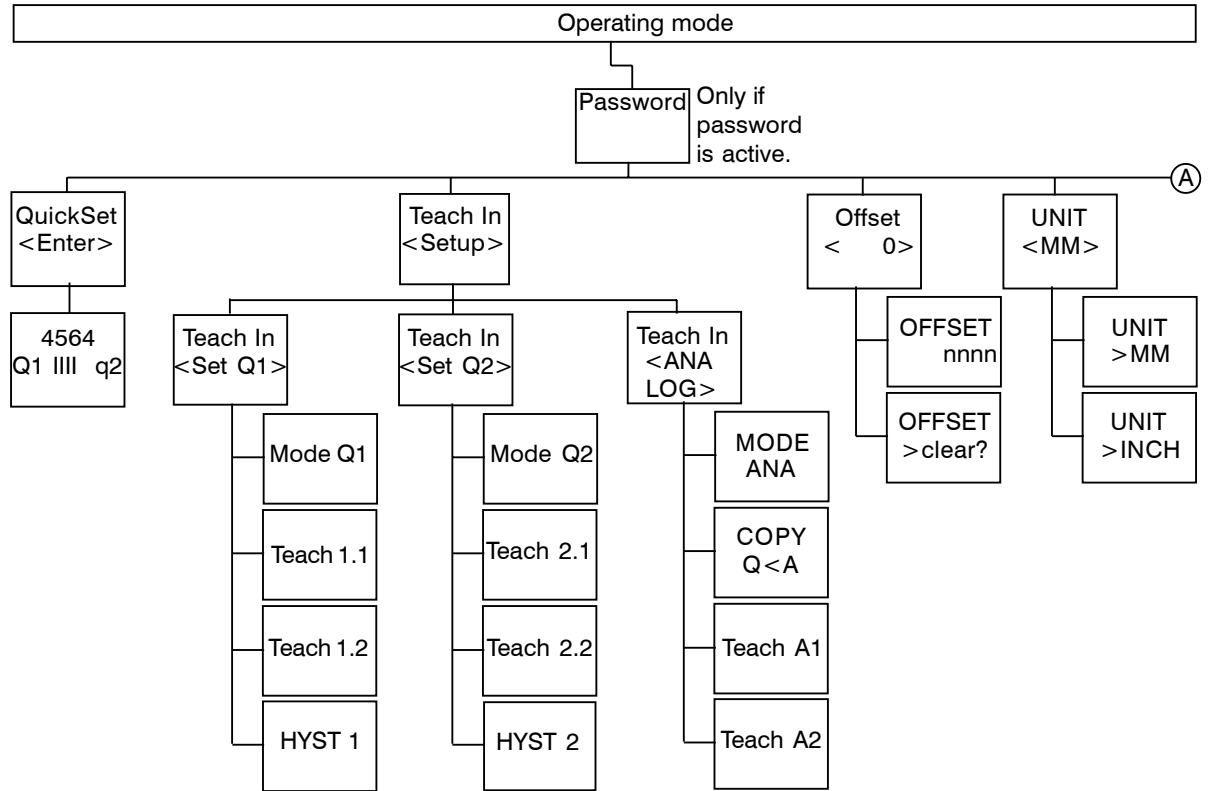 Operating mode
Password
Only if
password
is active.
A
QuickSet
<Enter>
Teach In
<Setup>
Offset
< 0>
UNIT
<MM>
4564
Q1 IIII q2
Teach In
<Set Q1>
Teach In
<Set Q2>
Teach In
<ANA
LOG>
OFFSET
nnnn
UNIT
>MM
OFFSET
>clear?
UNIT
>INCH
Mode Q1
Mode Q2
MODE
ANA
Teach 1.1
Teach 2.1
COPY
Q<A
Teach 1.2
Teach 2.2
Teach A1
HYST 1
HYST 2
Teach A2